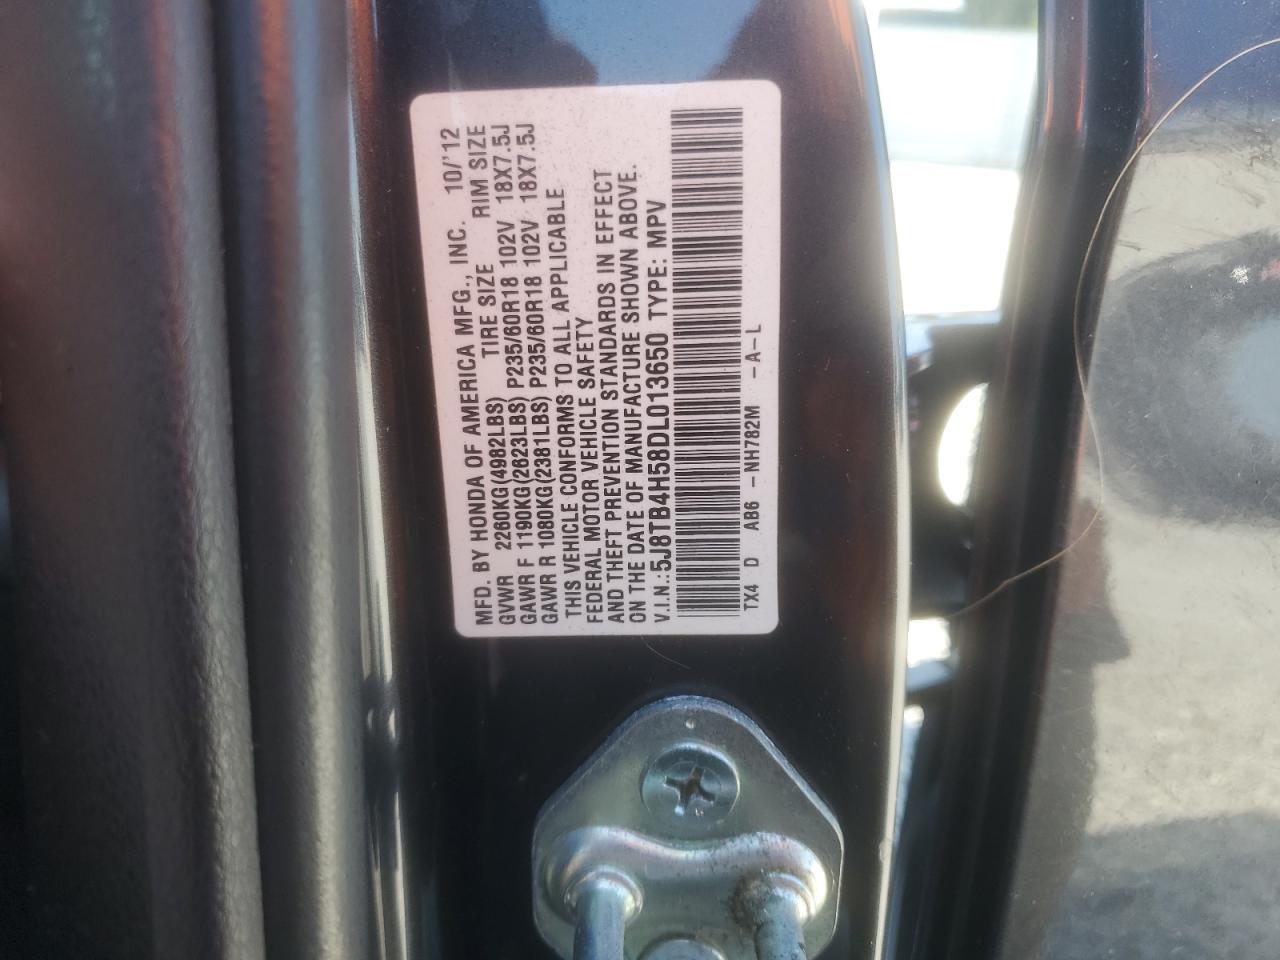 MFD. BY HONDA OF AMERICA MFG., INC. 10/'12
GVWR 2260KG(4982LBS) TIRE SIZE RIM SIZE
GAWR F 1190KG(2623LBS) P235/60R18 102V 18X7.5J
GAWR R 1080KG(2381LBS) P235/60R18 102V 18X7.5J
THIS VEHICLE CONFORMS TO ALL APPLICABLE
FEDERAL MOTOR VEHICLE SAFETY
AND THEFT PREVENTION STANDARDS IN EFFECT
ON THE DATE OF MANUFACTURE SHOWN ABOVE.
V.I.N.:5J8TB4H58DL013650 TYPE: MPV
TX4 D AB6 -NH782M -A-L